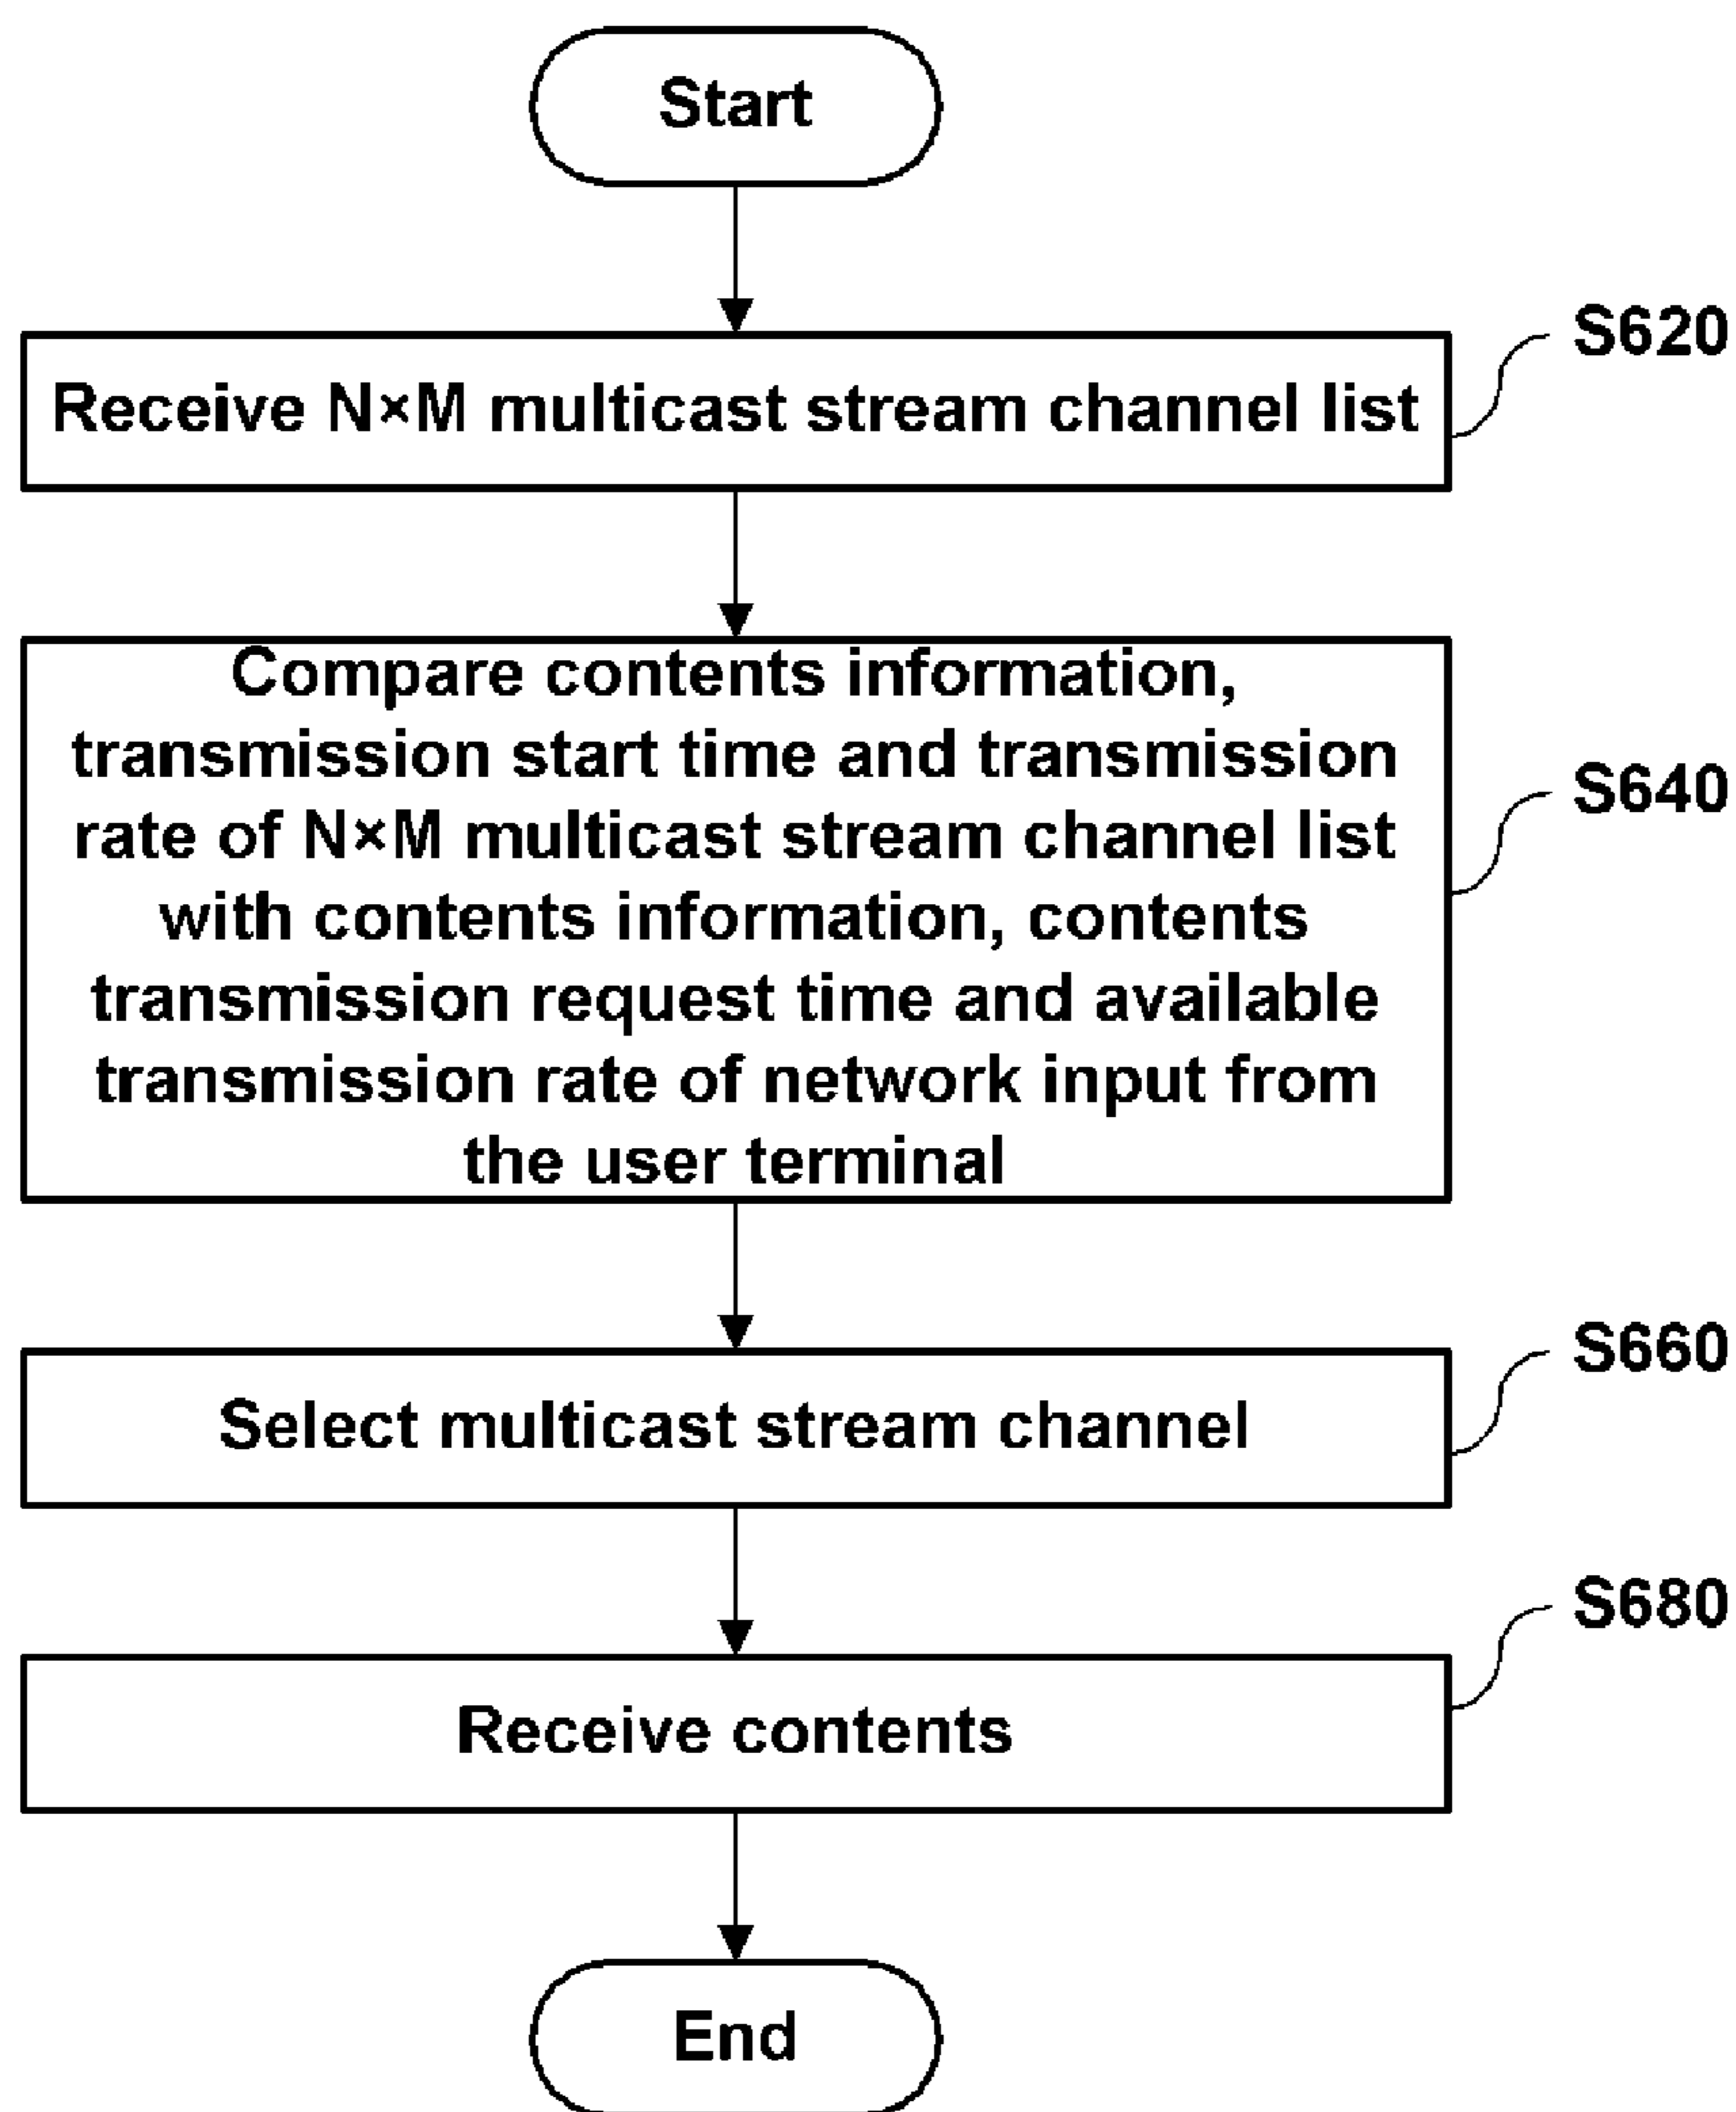 Start
S620
Receive N×M multicast stream channel list
Compare contents information,
transmission start time and transmission
S640
rate of N×M multicast stream channel list
with contents information, contents
transmission request time and available
transmission rate of network input from
the user terminal
S660
Select multicast stream channel
S680
Receive contents
End